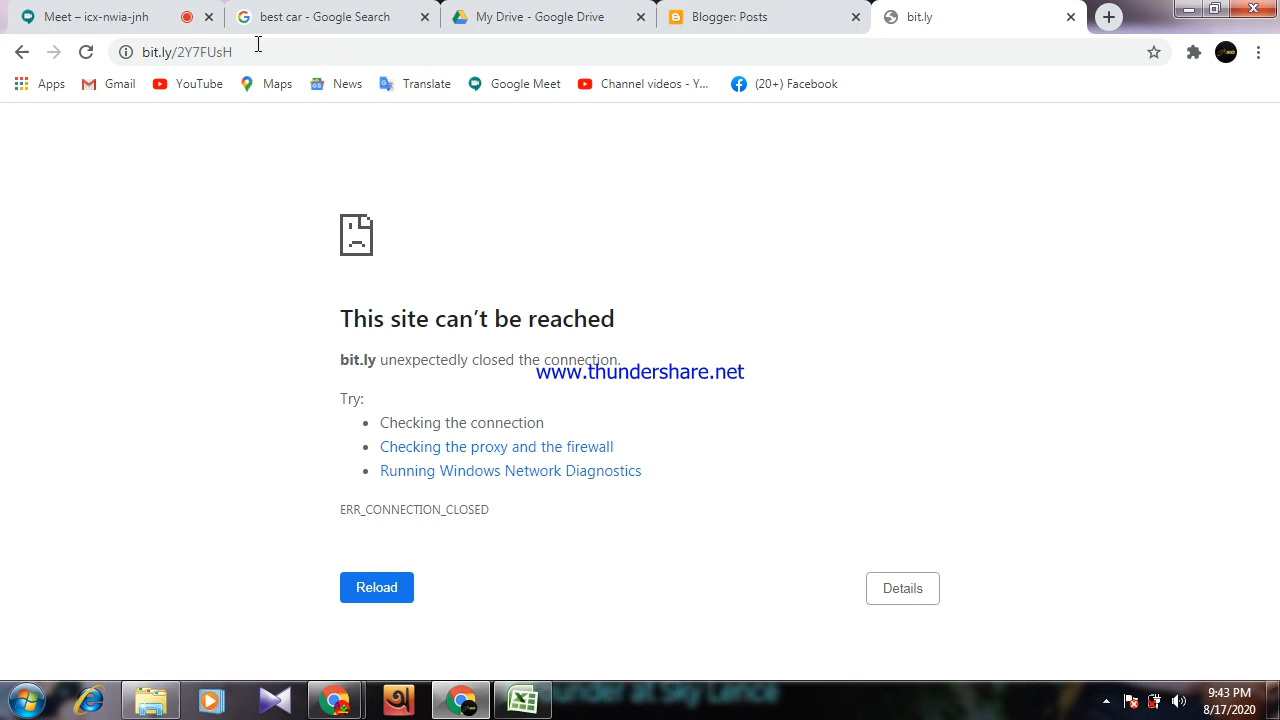 Meet – icx-nwia-jnh
best car - Google Search
My Drive - Google Drive
Blogger: Posts
bit.ly
bit.ly/2Y7FUsH
Apps
Gmail
YouTube
Maps
News
Translate
Google Meet
Channel videos - Y...
(20+) Facebook
This site can't be reached
bit.ly unexpectedly closed the connection.
www.thundershare.net
Try:
Checking the connection
Checking the proxy and the firewall
Running Windows Network Diagnostics
ERR_CONNECTION_CLOSED
Reload
Details
9:43 PM
8/17/2020